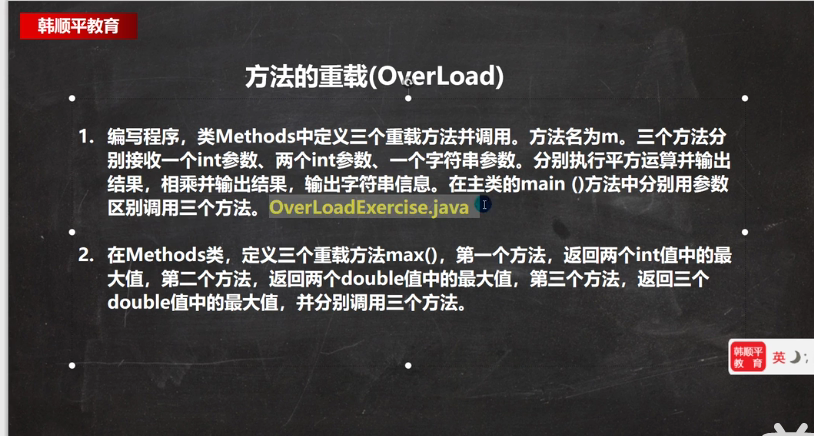 韩顺平教育
方法的重载(OverLoad)
1. 编写程序，类Methods中定义三个重载方法并调用。方法名为m。三个方法分
别接收一个int参数、两个int参数、一个字符串参数。分别执行平方运算并输出
结果，相乘并输出结果，输出字符串信息。在主类的main ()方法中分别用参数
区别调用三个方法。OverLoadExercise.java
2. 在Methods类，定义三个重载方法max()，第一个方法，返回两个int值中的最
大值，第二个方法，返回两个double值中的最大值，第三个方法，返回三个
double值中的最大值，并分别调用三个方法。
韩顺平
教 育
英